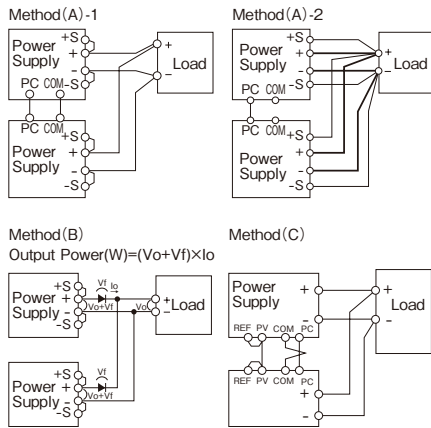 Method(A)-1
+S
Power
Supply
+
-
-S
PC COM
+
-
Load
PC COM
+S
Power
Supply
+
-
-S
Method(A)-2
+S
Power
Supply
+
-
-S
PC COM
+
-
Load
PC COM
+S
Power
Supply
+
-
-S
Method(B)
Output Power(W)=(Vo+Vf)×Io
+S
Power
Supply
+
-
-S
Vf
Io
Vo+Vf
Vo
+
-
Load
+S
Power
Supply
+
-
-S
Vf
Vo+Vf
Method(C)
Power
Supply
+
-
REF PV COM PC
+
-
Load
REF PV COM PC
Power
Supply
+
-